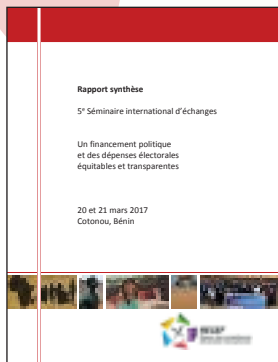 Rapport synthèse
5e Séminaire international d'échanges
Un financement politique
et des dépenses électorales
équitables et transparentes
20 et 21 mars 2017
Cotonou, Bénin